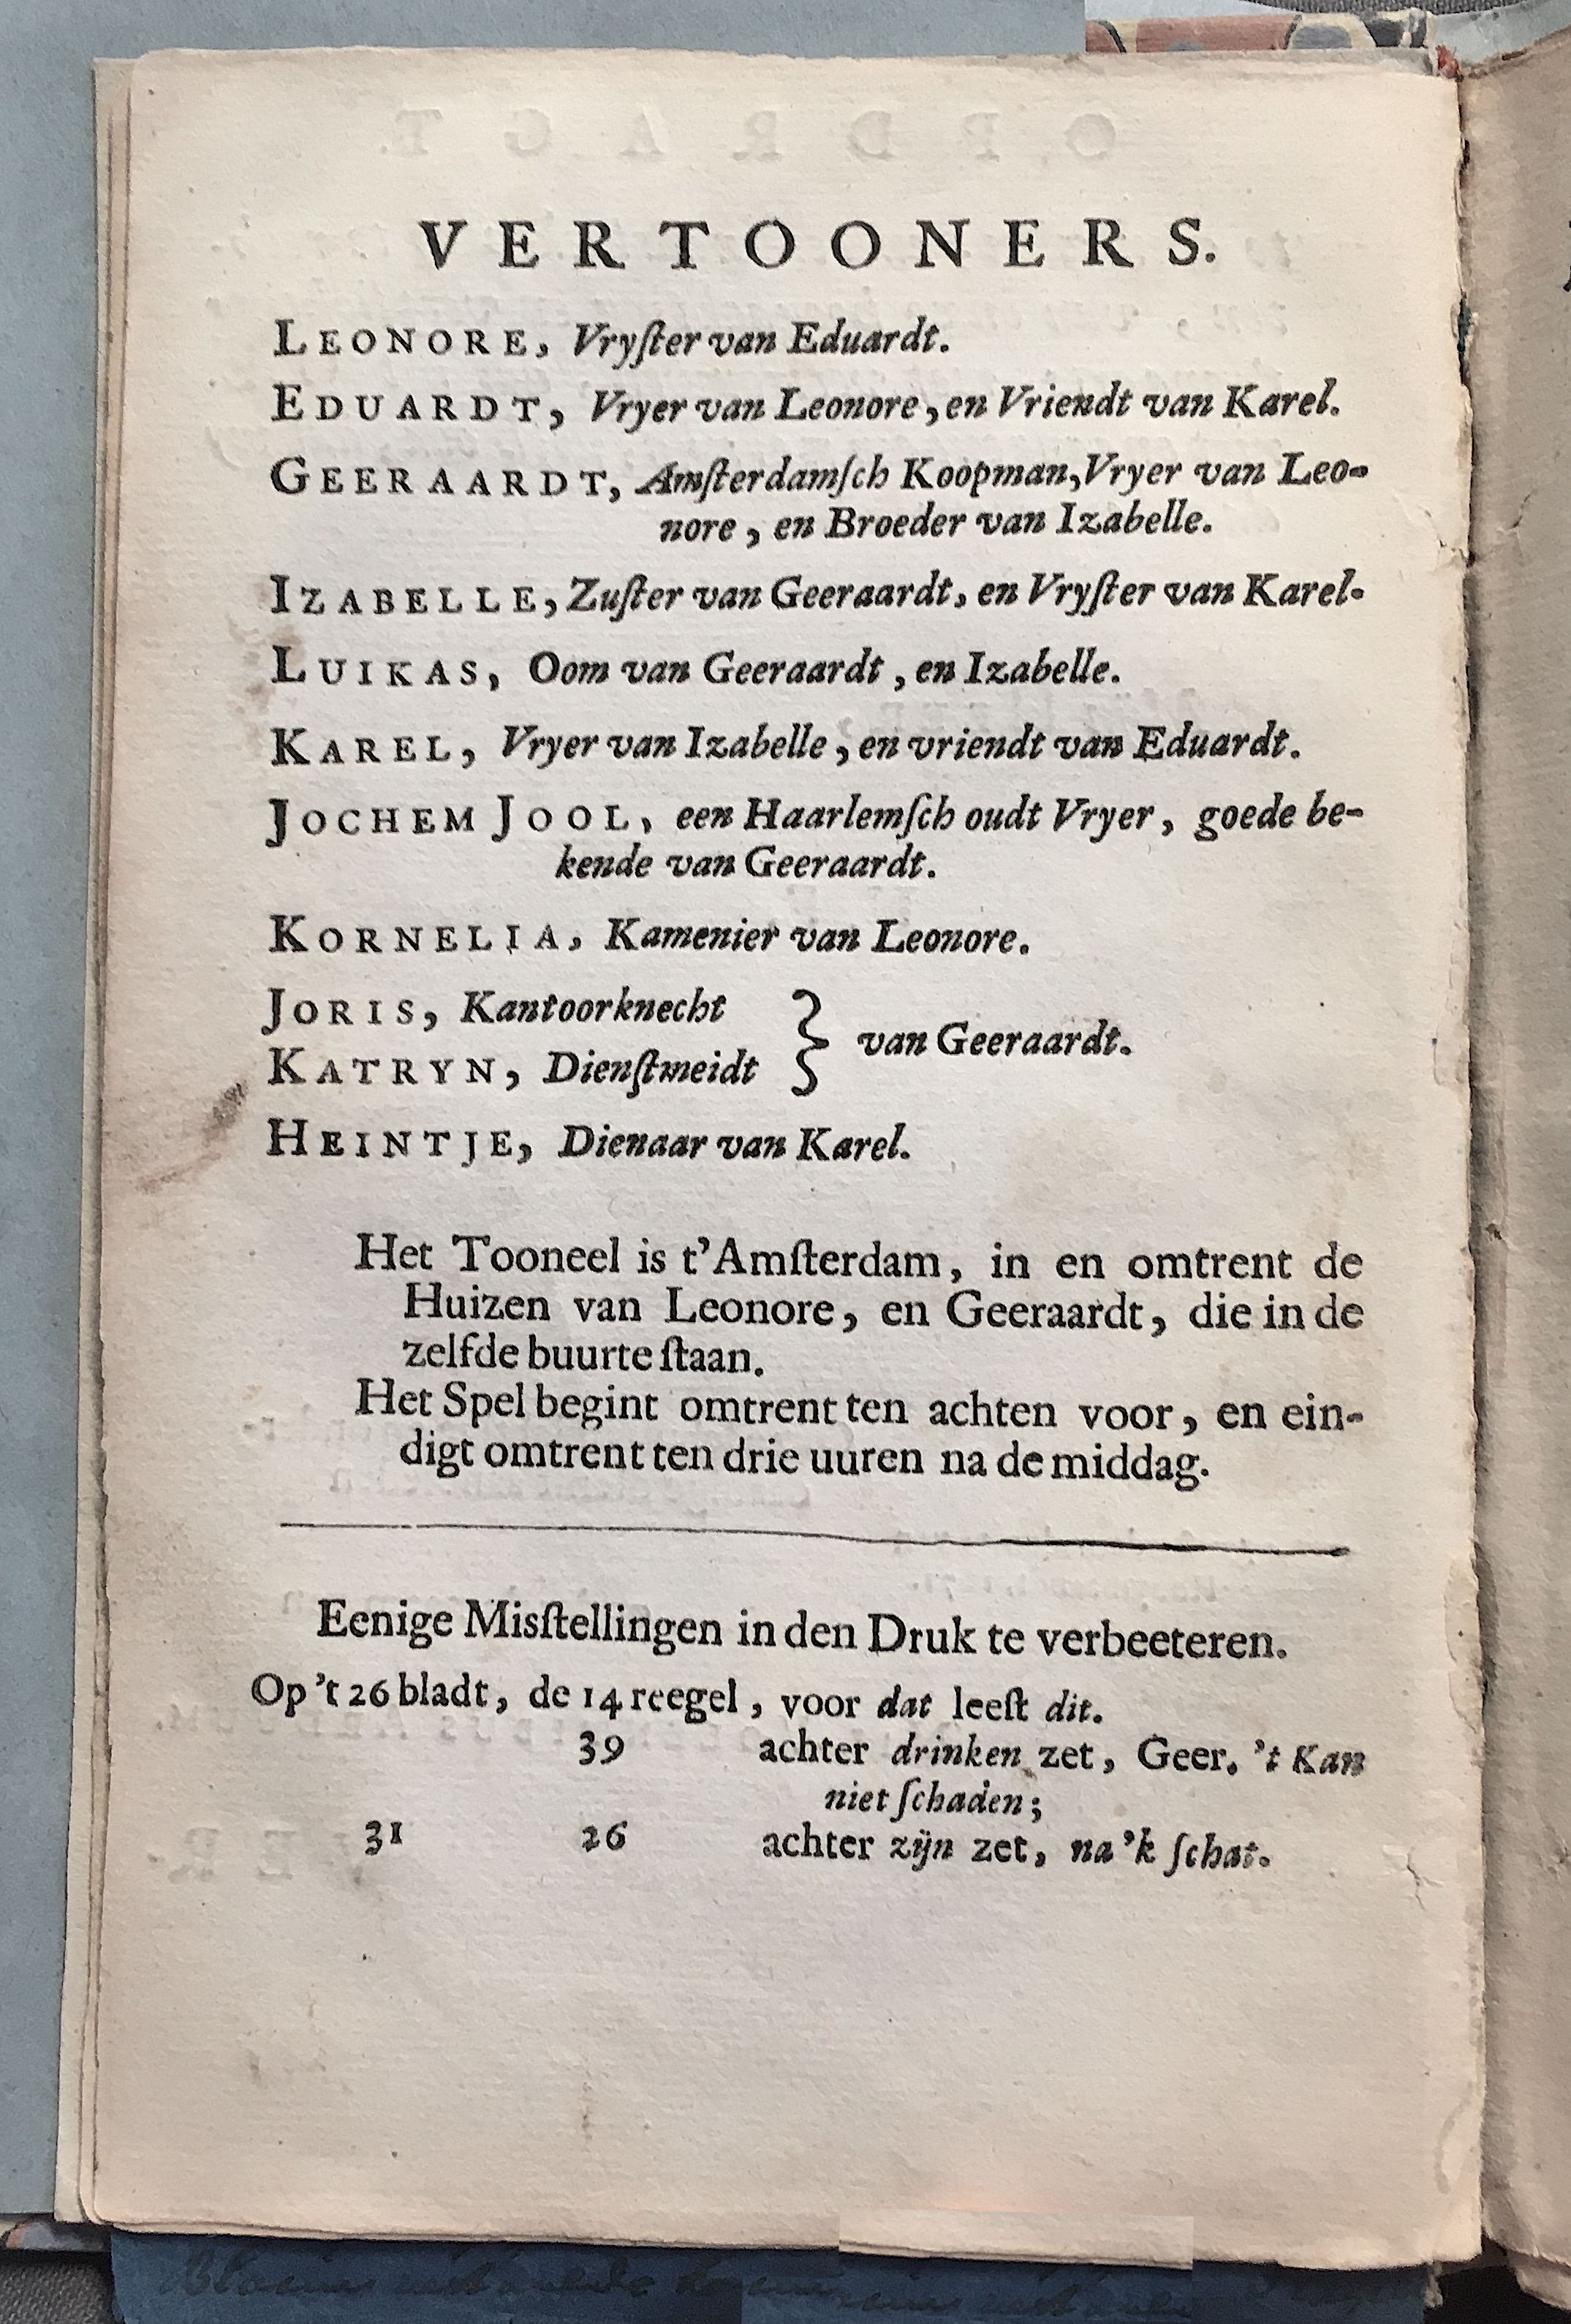 VERTOONERS.
LEONORE, Vryſter van Eduardt.
EDUARDT, Vryer van Leonore, en Vriendt van Karel.
GEERAARDT, Amſterdamſch Koopman, Vryer van Leo-
nore, en Broeder van Izabelle.
IZABELLE, Zuſter van Geeraardt, en Vryſter van Karel.
LUIKAS, Oom van Geeraardt, en Izabelle.
KAREL, Vryer van Izabelle, en vriendt van Eduardt.
JOCHEM JOOL, een Haarlemſch oudt Vryer, goede be-
kende van Geeraardt.
KORNELIA, Kamenier van Leonore.
JORIS, Kantoorknecht
KATRYN, Dienſtmeidt } van Geeraardt.
HEINTJE, Dienaar van Karel.
Het Tooneel is t'Amſterdam, in en omtrent de
Huizen van Leonore, en Geeraardt, die in de
zelfde buurte ſtaan.
Het Spel begint omtrent ten achten voor, en ein-
digt omtrent ten drie uuren na de middag.
Eenige Misſtellingen in den Druk te verbeeteren.
Op 't 26 bladt, de 14 reegel, voor dat leeſt dit.
39 achter drinken zet, Geer. 't Kan
niet ſchaden;
31 26 achter zijn zet, na 'k ſchat.